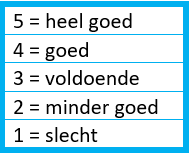 5 = heel goed
4 = goed
3 = voldoende
2 = minder goed
1 = slecht